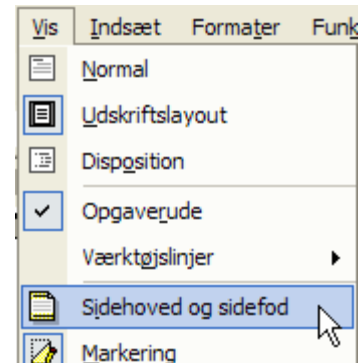 Vis Indsæt Formater Funk
Normal
Udskriftslayout
Disposition
Opgaverude
Værktøjslinjer
Sidehoved og sidefod
Markering